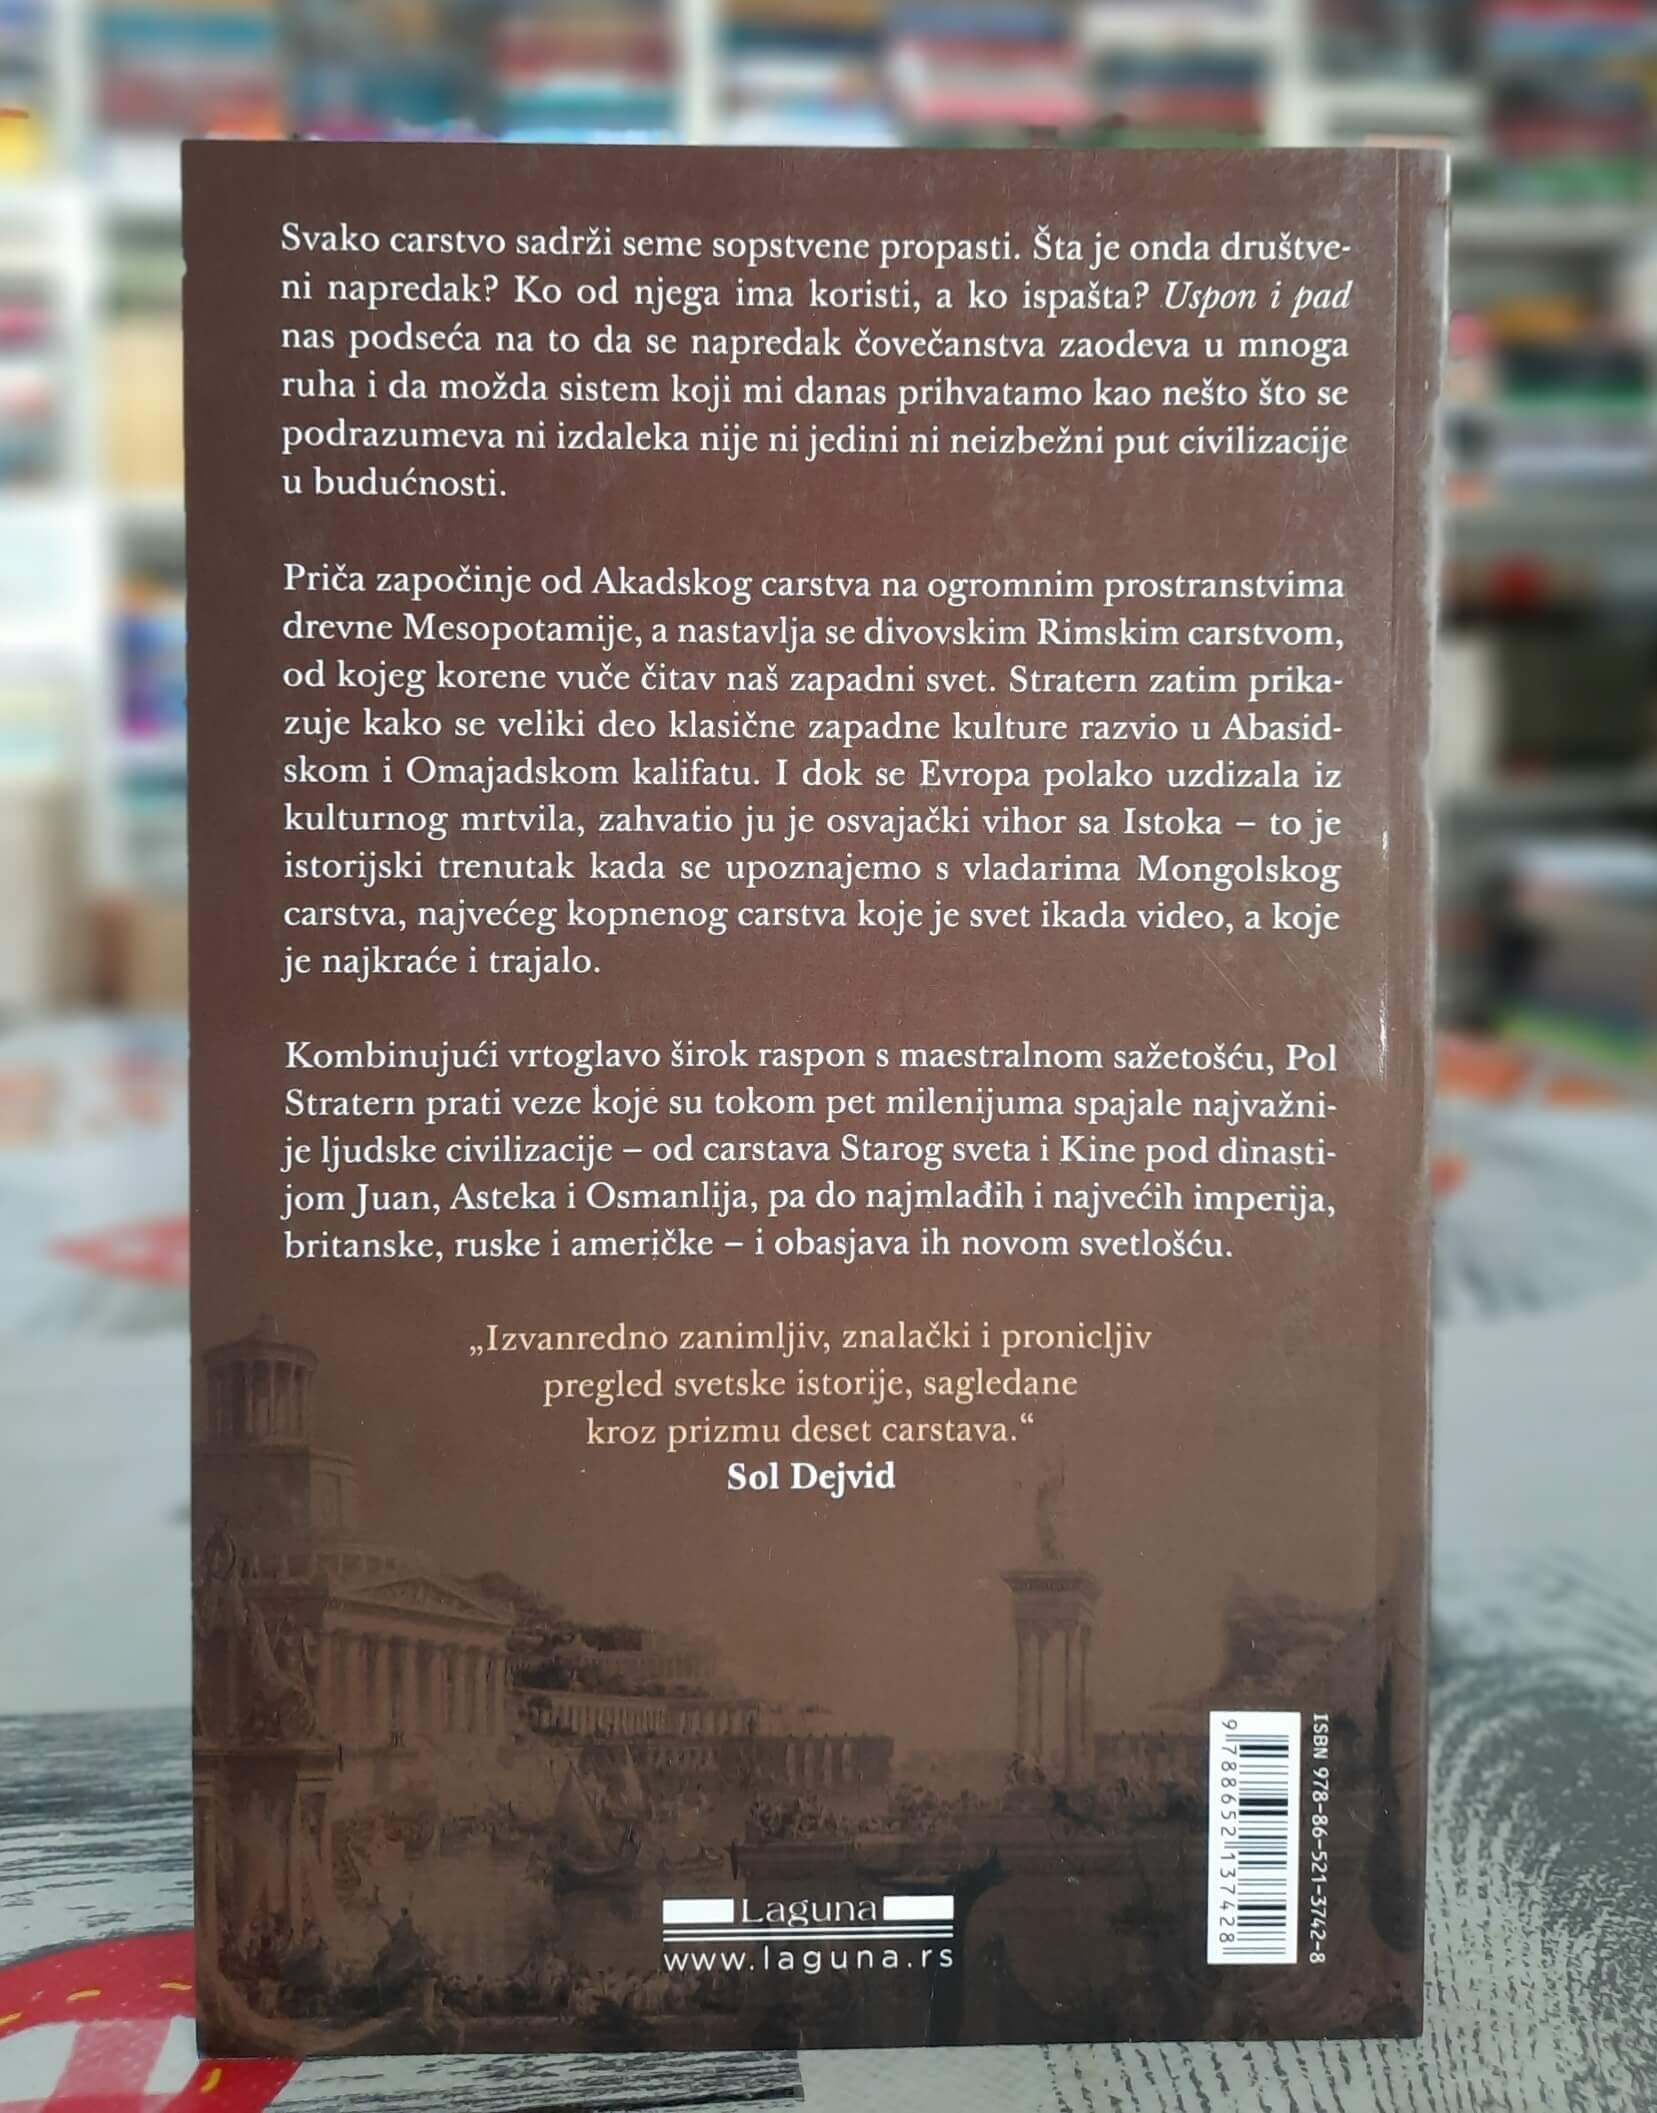 Svako carstvo sadrži seme sopstvene propasti. Šta je onda društve-
ni napredak? Ko od njega ima koristi, a ko ispašta? Uspon i pad
nas podseća na to da se napredak čovečanstva zaodeva u mnoga
ruha i da možda sistem koji mi danas prihvatamo kao nešto što se
podrazumeva ni izdaleka nije ni jedini ni neizbežni put civilizacije
u budućnosti.
Priča započinje od Akadskog carstva na ogromnim prostranstvima
drevne Mesopotamije, a nastavlja se divovskim Rimskim carstvom,
od kojeg korene vuče čitav naš zapadni svet. Stratern zatim prika-
zuje kako se veliki deo klasične zapadne kulture razvio u Abasid-
skom i Omajadskom kalifatu. I dok se Evropa polako uzdizala iz
kulturnog mrtvila, zahvatio ju je osvajački vihor sa Istoka – to je
istorijski trenutak kada se upoznajemo s vladarima Mongolskog
carstva, najvećeg kopnenog carstva koje je svet ikada video, a koje
je najkraće i trajalo.
Kombinujući vrtoglavo širok raspon s maestralnom sažetošću, Pol
Stratern prati veze koje su tokom pet milenijuma spajale najvažni-
je ljudske civilizacije – od carstava Starog sveta i Kine pod dinasti-
jom Juan, Asteka i Osmanlija, pa do najmlađih i najvećih imperija,
britanske, ruske i američke – i obasjava ih novom svetlošću.
„Izvanredno zanimljiv, znalački i pronicljiv
pregled svetske istorije, sagledane
kroz prizmu deset carstava.“
Sol Dejvid
ISBN 978-86-521-3742-8
9 788652 137428
Laguna
www.laguna.rs